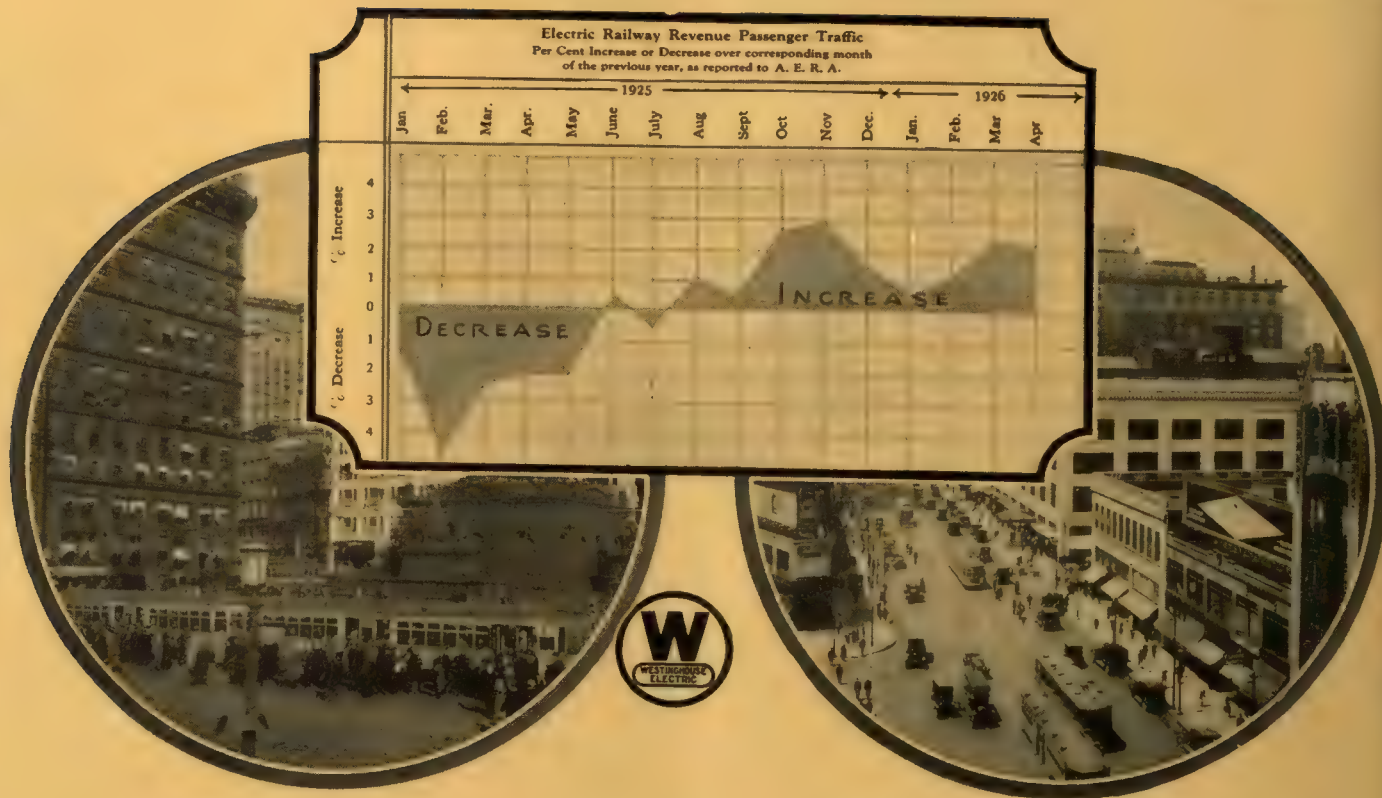 Electric Railway Revenue Passenger Traffic
Per Cent Increase or Decrease over corresponding month
of the previous year, as reported to A. E. R. A.
1925 1926
Jan Feb. Mar. Apr. May June July Aug Sept Oct Nov Dec. Jan. Feb. Mar Apr
% Increase
4
3
2
1
0
% Decrease
1
2
3
4
DECREASE
INCREASE
W
WESTINGHOUSE
ELECTRIC